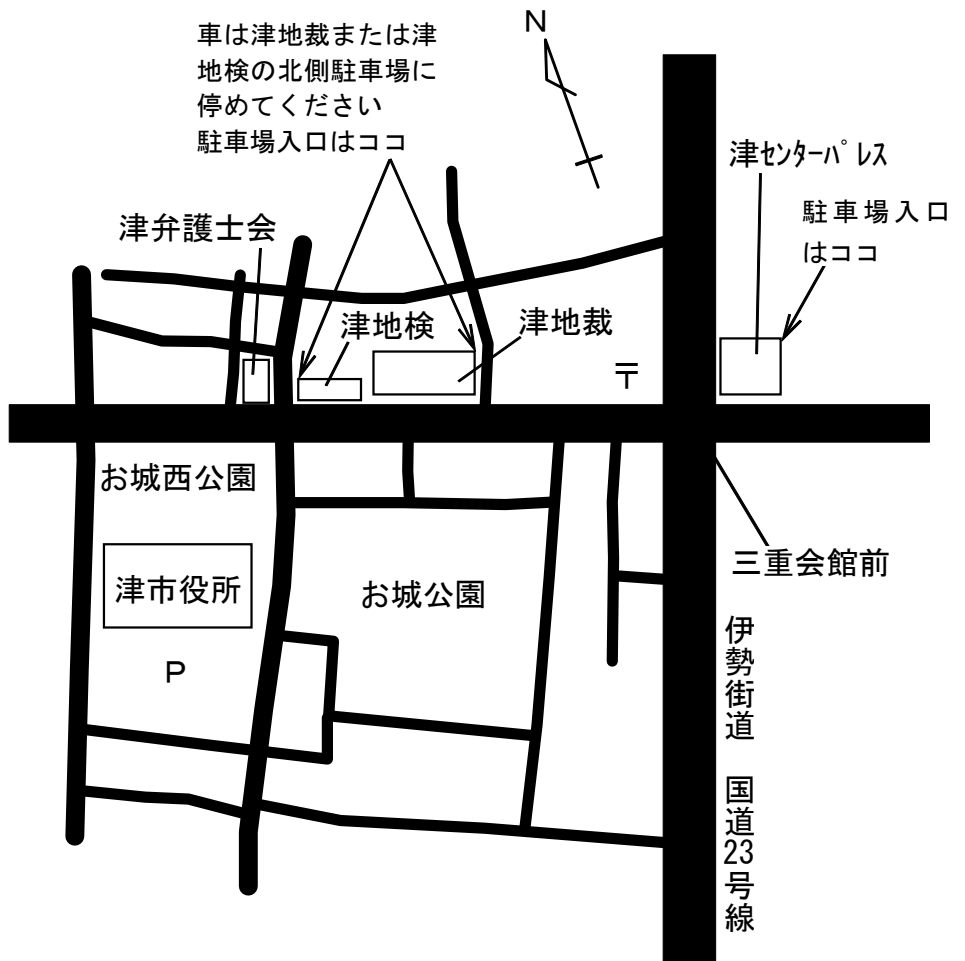 車は津地裁または津
地検の北側駐車場に
停めてください
駐車場入口はココ
N
津センターパレス
駐車場入口
はココ
津弁護士会
津地検
津地裁
〒
お城西公園
津市役所
お城公園
三重会館前
P
伊勢街道 国道23号線